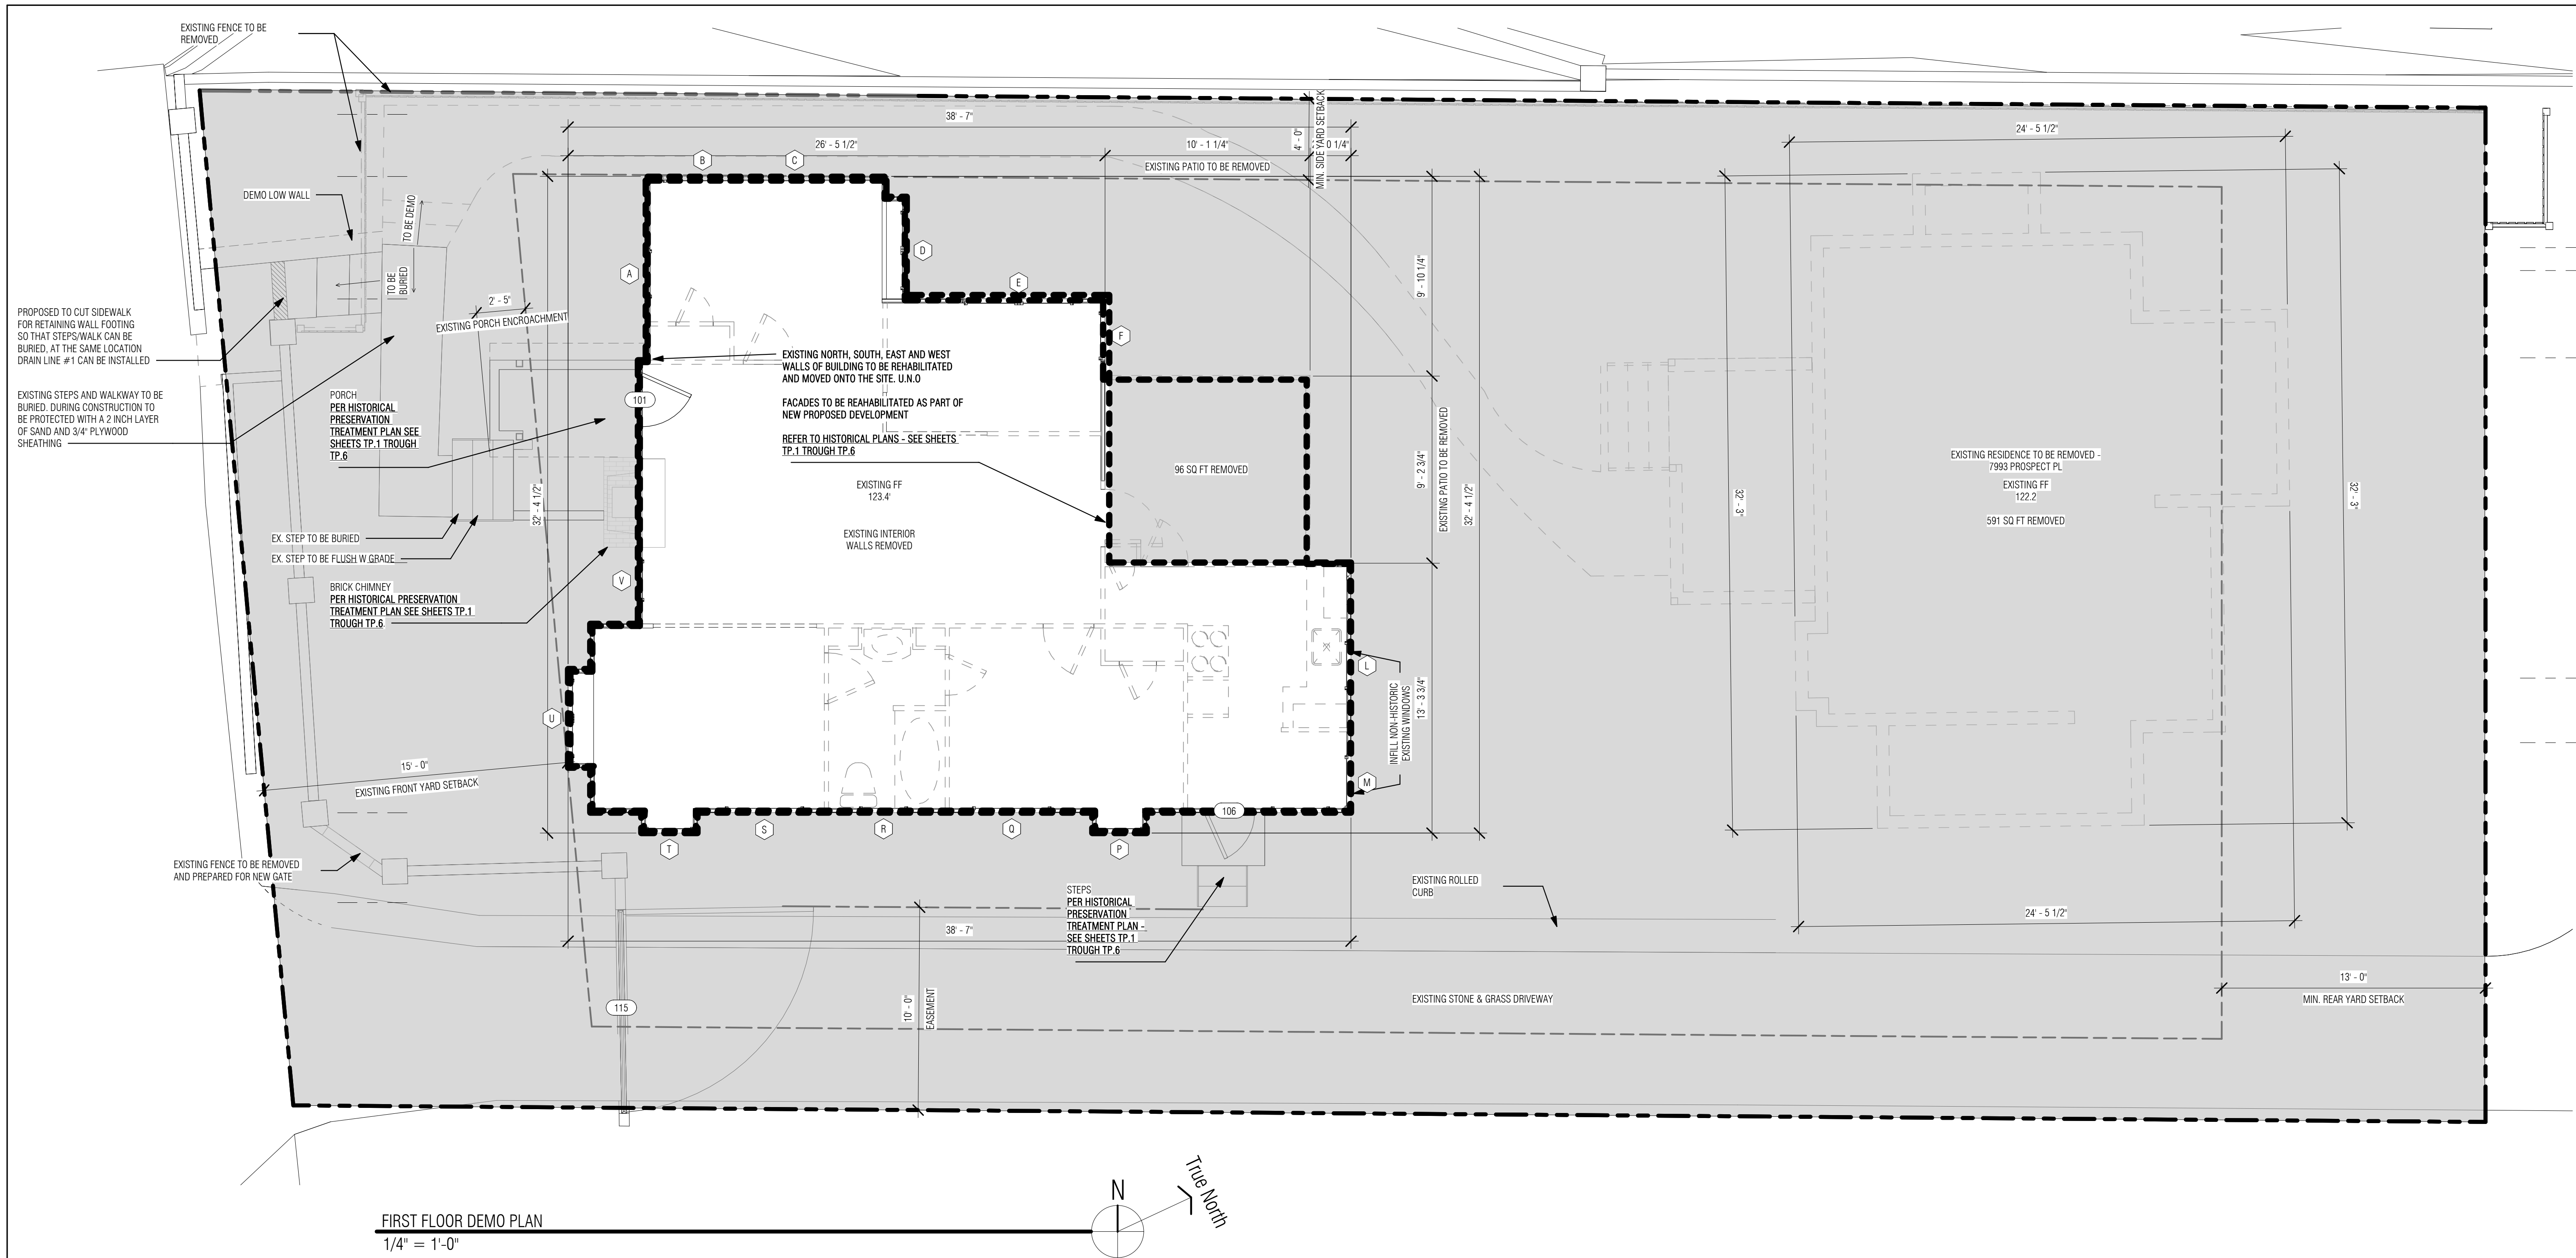 EXISTING FENCE TO BE
REMOVED
38' - 7"
26' - 5 1/2"
10' - 1 1/4"
4' - 0"
MIN. SIDE YARD SETBACK
24' - 5 1/2"
B
C
EXISTING PATIO TO BE REMOVED
DEMO LOW WALL
TO BE DEMO
TO BE
BURIED
A
D
E
F
9' - 10 1/4"
2' - 5"
EXISTING PORCH ENCROACHMENT
PROPOSED TO CUT SIDEWALK
FOR RETAINING WALL FOOTING
SO THAT STEPS/WALK CAN BE
BURIED, AT THE SAME LOCATION
DRAIN LINE #1 CAN BE INSTALLED
EXISTING NORTH, SOUTH, EAST AND WEST
WALLS OF BUILDING TO BE REHABILITATED
AND MOVED ONTO THE SITE. U.N.O
FACADES TO BE REAHABILITATED AS PART OF
NEW PROPOSED DEVELOPMENT
REFER TO HISTORICAL PLANS - SEE SHEETS
TP.1 TROUGH TP.6
EXISTING STEPS AND WALKWAY TO BE
BURIED. DURING CONSTRUCTION TO
BE PROTECTED WITH A 2 INCH LAYER
OF SAND AND 3/4" PLYWOOD
SHEATHING
PORCH
PER HISTORICAL
PRESERVATION
TREATMENT PLAN SEE
SHEETS TP.1 TROUGH
TP.6
101
32' - 4 1/2"
EXISTING FF
123.4'
EXISTING INTERIOR
WALLS REMOVED
96 SQ FT REMOVED
9' - 2 3/4"
EXISTING PATIO TO BE REMOVED
32' - 4 1/2"
32' - 3"
EXISTING RESIDENCE TO BE REMOVED -
7993 PROSPECT PL
EXISTING FF
122.2
591 SQ FT REMOVED
32' - 3"
EX. STEP TO BE BURIED
EX. STEP TO BE FLUSH W GRADE
BRICK CHIMNEY
PER HISTORICAL PRESERVATION
TREATMENT PLAN SEE SHEETS TP.1
TROUGH TP.6
V
U
L
M
INFILL NON-HISTORIC
EXISTING WINDOWS
13' - 3 3/4"
15' - 0"
EXISTING FRONT YARD SETBACK
106
T
S
R
Q
P
EXISTING FENCE TO BE REMOVED
AND PREPARED FOR NEW GATE
STEPS
PER HISTORICAL
PRESERVATION
TREATMENT PLAN -
SEE SHEETS TP.1
TROUGH TP.6
EXISTING ROLLED
CURB
24' - 5 1/2"
38' - 7"
13' - 0"
MIN. REAR YARD SETBACK
10' - 0"
EASEMENT
115
EXISTING STONE & GRASS DRIVEWAY
N
True North
FIRST FLOOR DEMO PLAN
1/4" = 1'-0"